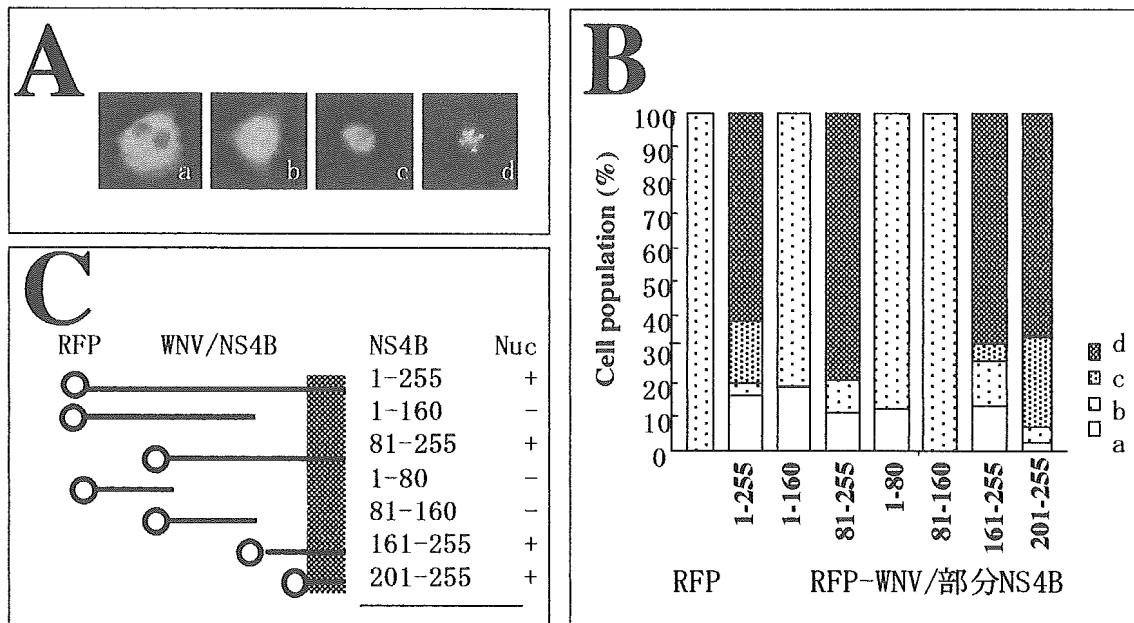 A
a b c d
C
RFP WNV/NS4B NS4B Nuc
1-255 +
1-160 -
81-255 +
1-80 -
81-160 -
161-255 +
201-255 +
B
Cell population (%)
100
90
80
70
60
50
40
30
20
10
0
1-255
1-160
81-255
1-80
81-160
161-255
201-255
RFP RFP-WNV/部分NS4B
d
c
b
a